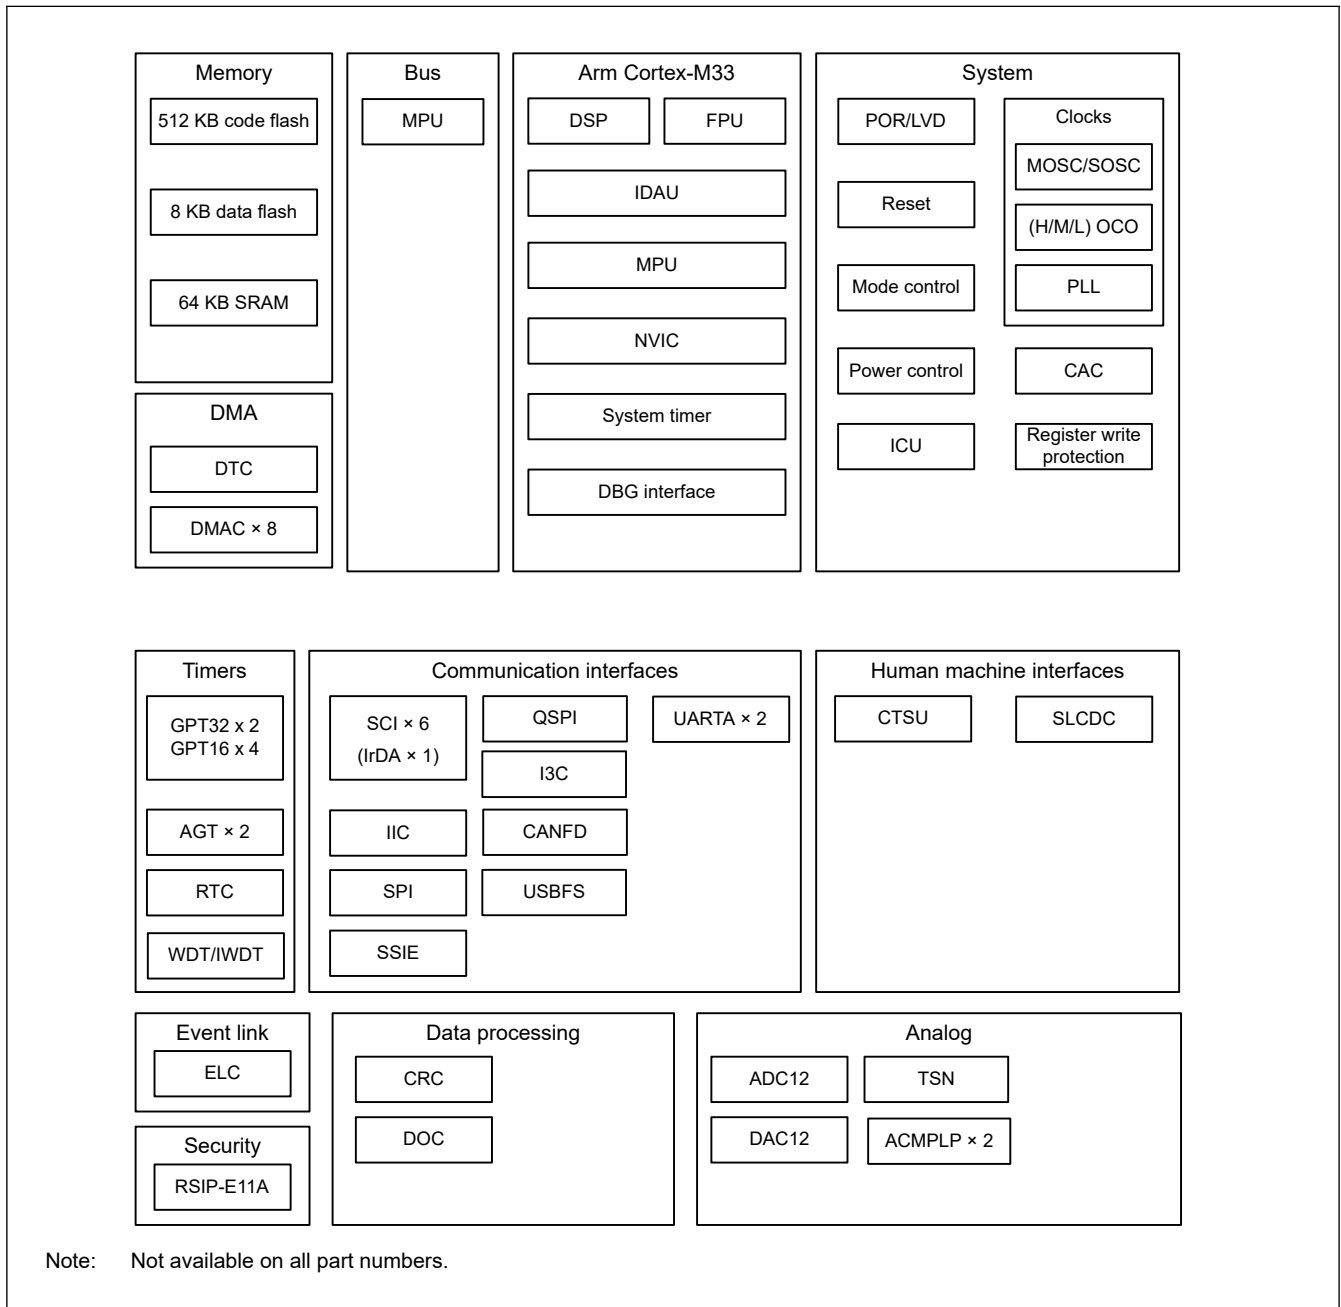 Memory
512 KB code flash
8 KB data flash
64 KB SRAM
DMA
DTC
DMAC × 8
Bus
MPU
Arm Cortex-M33
DSP
FPU
IDAU
MPU
NVIC
System timer
DBG interface
System
POR/LVD
Reset
Mode control
Power control
ICU
Clocks
MOSC/SOSC
(H/M/L) OCO
PLL
CAC
Register write
protection
Timers
GPT32 x 2
GPT16 x 4
AGT × 2
RTC
WDT/IWDT
Communication interfaces
SCI × 6
(IrDA × 1)
IIC
SPI
SSIE
QSPI
I3C
CANFD
USBFS
UARTA × 2
Human machine interfaces
CTSU
SLCDC
Event link
ELC
Security
RSIP-E11A
Data processing
CRC
DOC
Analog
ADC12
TSN
DAC12
ACMPLP × 2
Note: Not available on all part numbers.